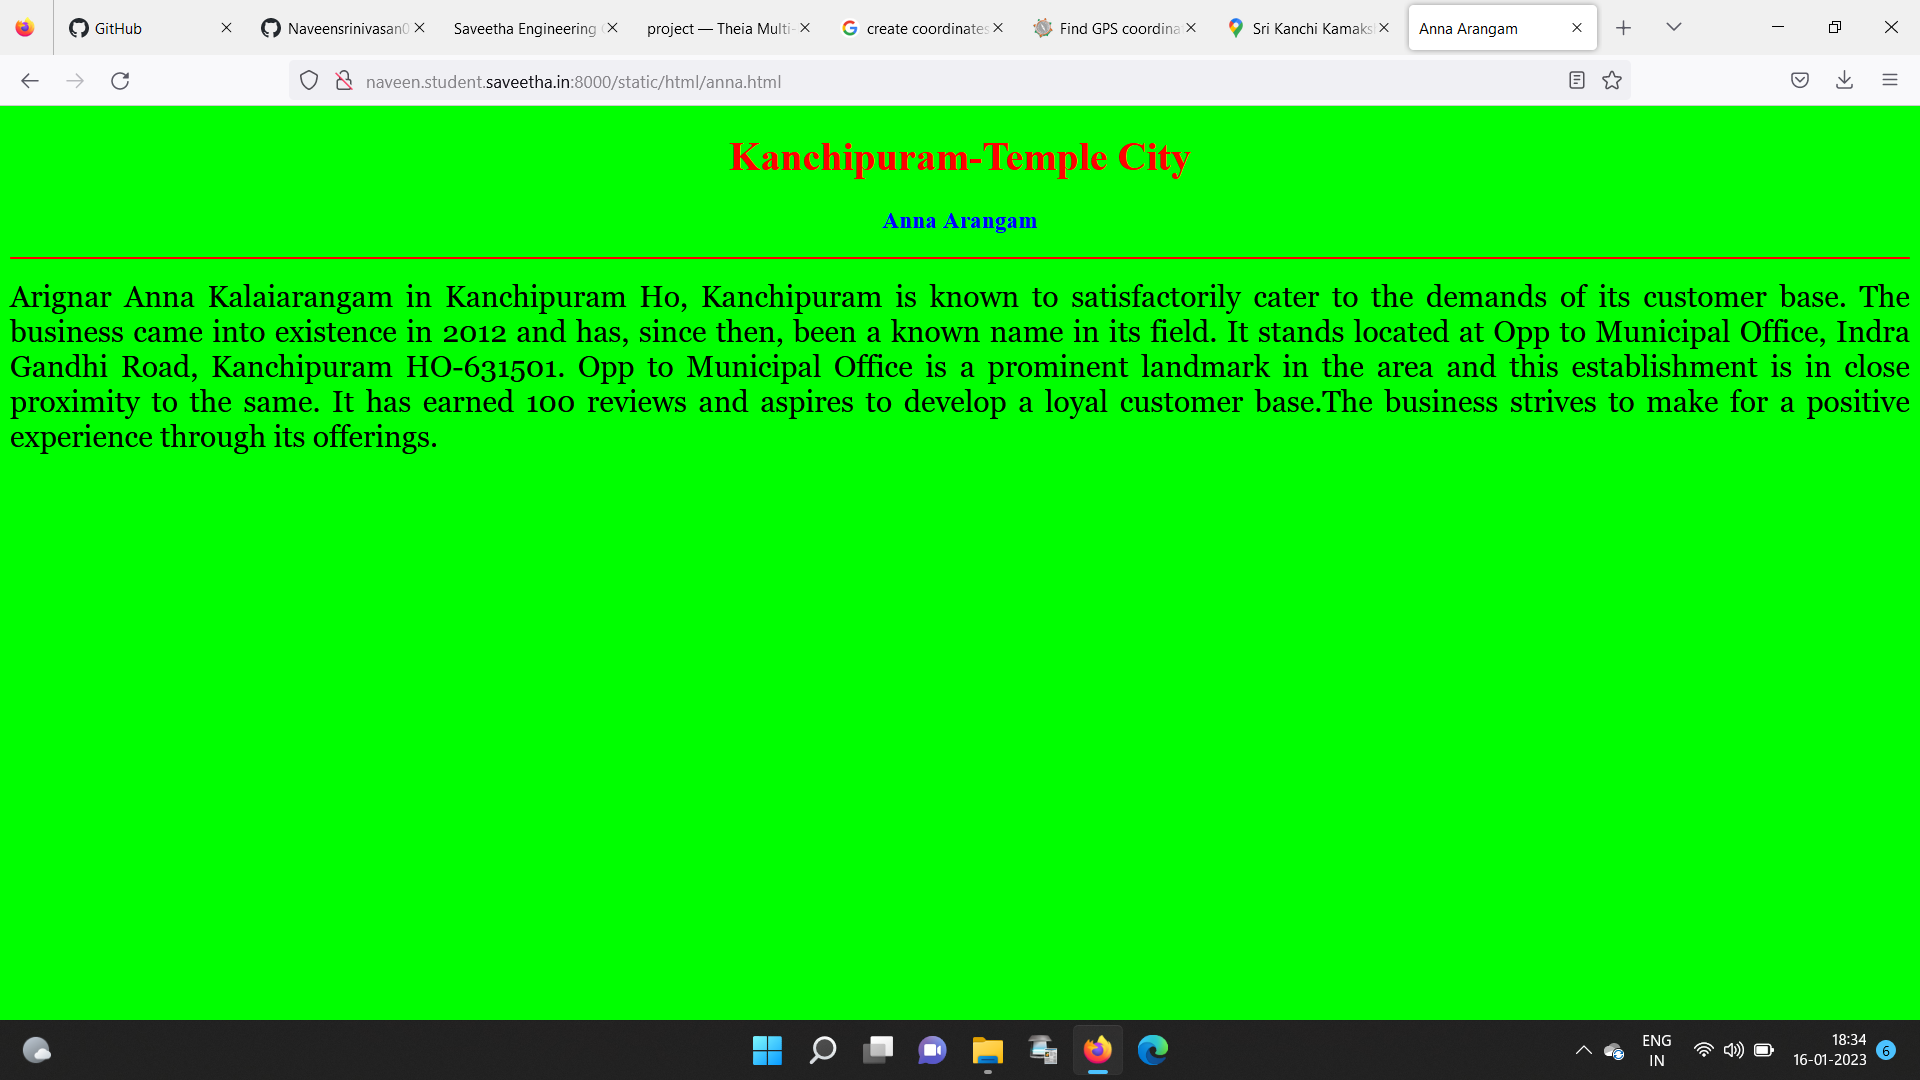 GitHub
Naveensrinivasan0
Saveetha Engineering
project — Theia Multi-
create coordinates
Find GPS coordina
Sri Kanchi Kamaks
Anna Arangam
naveen.student.saveetha.in:8000/static/html/anna.html
Kanchipuram-Temple City
Anna Arangam
Arignar Anna Kalaiarangam in Kanchipuram Ho, Kanchipuram is known to satisfactorily cater to the demands of its customer base. The
business came into existence in 2012 and has, since then, been a known name in its field. It stands located at Opp to Municipal Office, Indra
Gandhi Road, Kanchipuram HO-631501. Opp to Municipal Office is a prominent landmark in the area and this establishment is in close
proximity to the same. It has earned 100 reviews and aspires to develop a loyal customer base.The business strives to make for a positive
experience through its offerings.
ENG
IN
18:34
16-01-2023
6